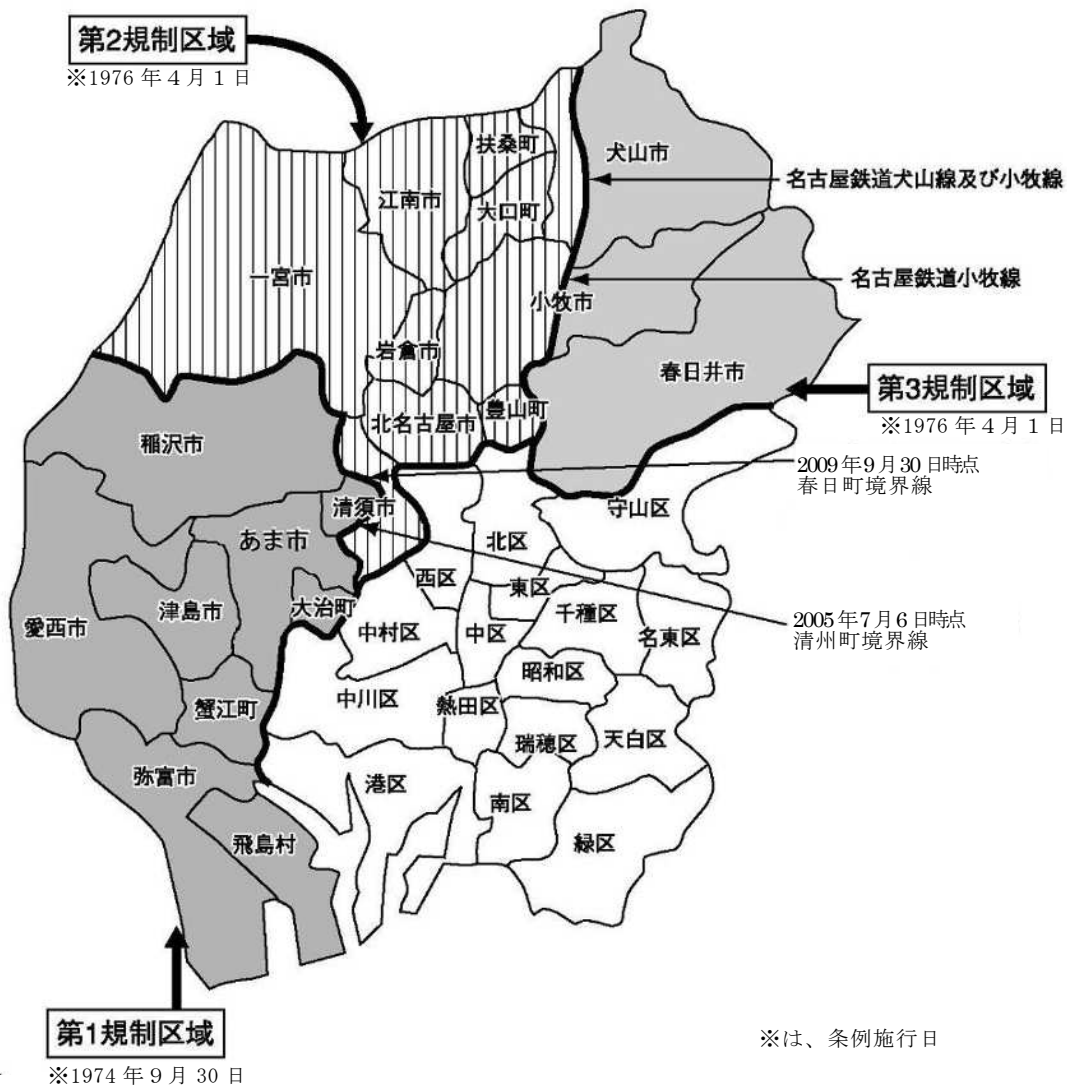 第2規制区域
※1976年4月1日
扶桑町
犬山市
名古屋鉄道犬山線及び小牧線
江南市
大口町
一宮市
名古屋鉄道小牧線
小牧市
岩倉市
春日井市
第3規制区域
※1976年4月1日
豊山町
北名古屋市
稲沢市
2009年9月30日時点
春日町境界線
清須市
守山区
あま市
北区
西区
東区
津島市
大治町
千種区
2005年7月6日時点
清州町境界線
愛西市
中村区
中区
名東区
昭和区
中川区
熱田区
蟹江町
瑞穂区
天白区
弥富市
港区
南区
飛島村
緑区
第1規制区域
※1974年9月30日
※は、条例施行日